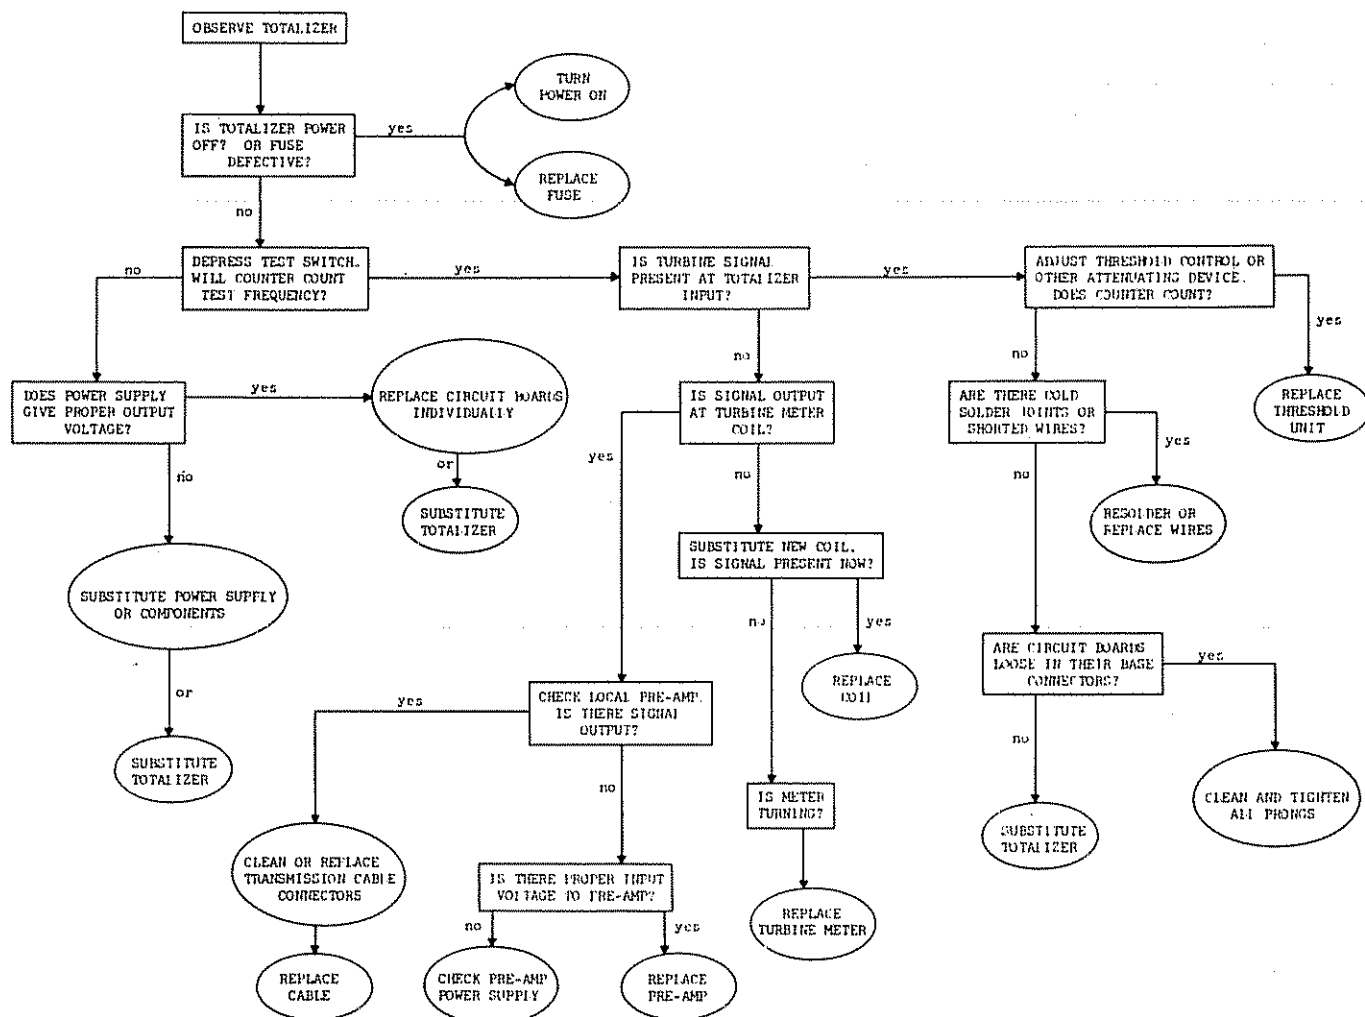 OBSERVE TOTALIZER
TURN
POWER ON
IS TOTALIZER POWER
OFF? OR FUSE
DEFECTIVE?
yes
REPLACE
FUSE
no
DEPRESS TEST SWITCH.
WILL COUNTER COUNT
TEST FREQUENCY?
no
yes
IS TURBINE SIGNAL
PRESENT AT TOTALIZER
INPUT?
yes
ADJUST THRESHOLD CONTROL OR
OTHER ATTENUATING DEVICE.
DOES COUNTER COUNT?
yes
no
no
DOES POWER SUPPLY
GIVE PROPER OUTPUT
VOLTAGE?
yes
REPLACE CIRCUIT BOARDS
INDIVIDUALLY
IS SIGNAL OUTPUT
AT TURBINE METER
COIL?
ARE THERE COLD
SOLDER JOINTS OR
SHORTED WIRES?
REPLACE
THRESHOLD
UNIT
no
or
yes
no
no
yes
SUBSTITUTE
TOTALIZER
RESOLDER OR
REPLACE WIRES
SUBSTITUTE NEW COIL.
IS SIGNAL PRESENT NOW?
SUBSTITUTE POWER SUPPLY
OR COMPONENTS
no
yes
ARE CIRCUIT BOARDS
LOOSE IN THEIR BASE
CONNECTORS?
yes
REPLACE
COIL
or
yes
CHECK LOCAL PRE-AMP.
IS THERE SIGNAL
OUTPUT?
no
SUBSTITUTE
TOTALIZER
no
IS METER
TURNING?
CLEAN AND TIGHTEN
ALL PRONGS
SUBSTITUTE
TOTALIZER
CLEAN OR REPLACE
TRANSMISSION CABLE
CONNECTORS
IS THERE PROPER INPUT
VOLTAGE TO PRE-AMP?
REPLACE
TURBINE METER
no
yes
REPLACE
CABLE
CHECK PRE-AMP
POWER SUPPLY
REPLACE
PRE-AMP